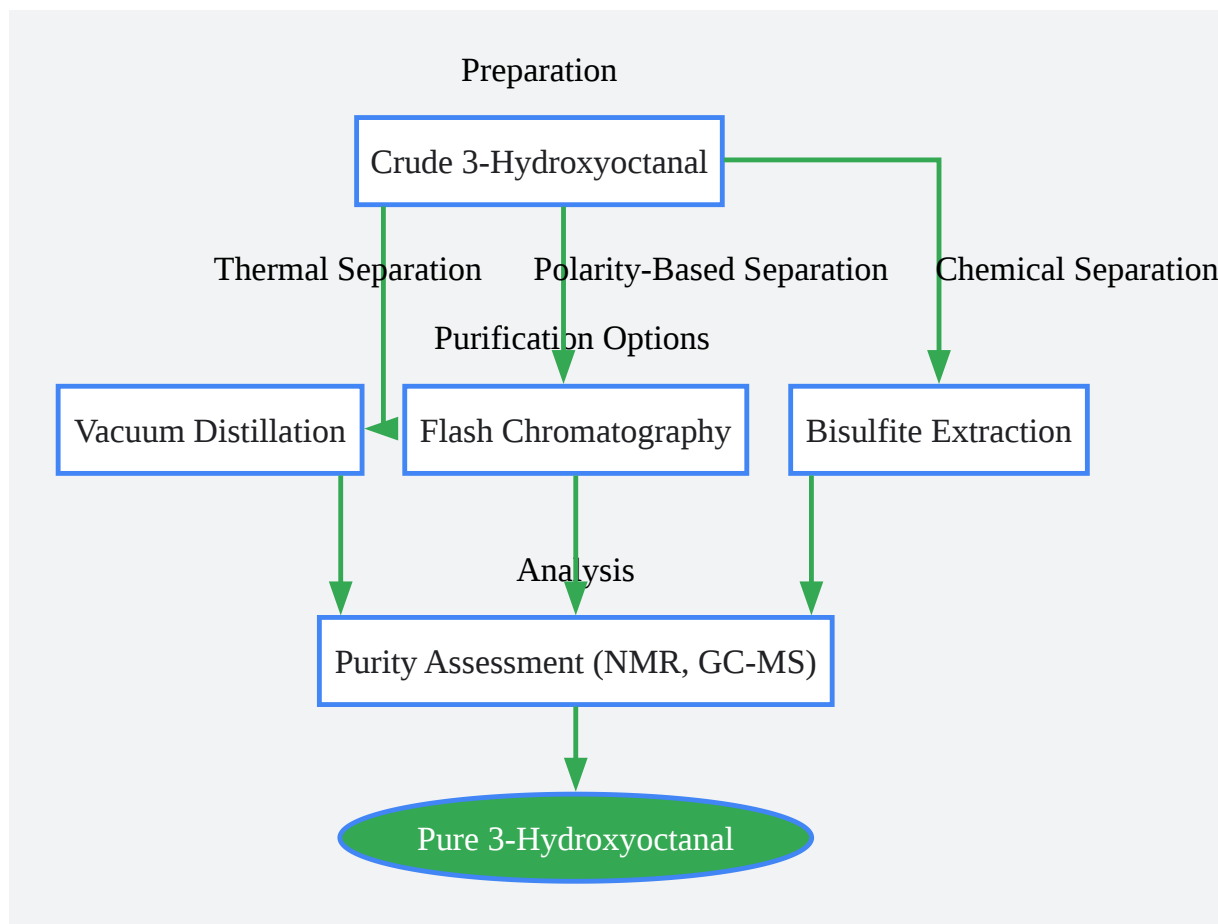 Preparation
Crude 3-Hydroxyoctanal
Thermal Separation
Polarity-Based Separation
Chemical Separation
Purification Options
Vacuum Distillation
Flash Chromatography
Bisulfite Extraction
Analysis
Purity Assessment (NMR, GC-MS)
Pure 3-Hydroxyoctanal